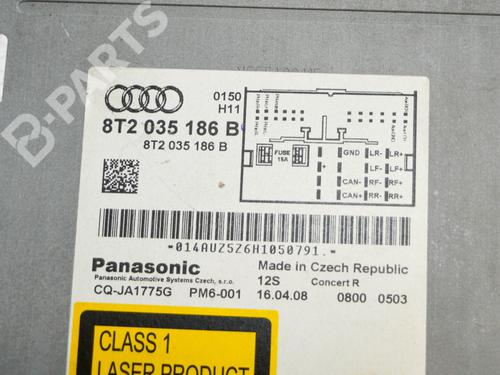 B-PARTS
0150
H11
8T2 035 186 B
8T2 035 186 B
FUSE
15A
GND LR- LR+
+ LF- LF+
CAN- RF- RF+
CAN+ RR- RR+
*014AUZ5Z6H1050791.*
Panasonic Made in Czech Republic
Panasonic Automotive Systems Czech, s.r.o. 12S Concert R
CQ-JA1775G PM6-001 16.04.08 0800 0503
CLASS 1
LASER PRODUCT